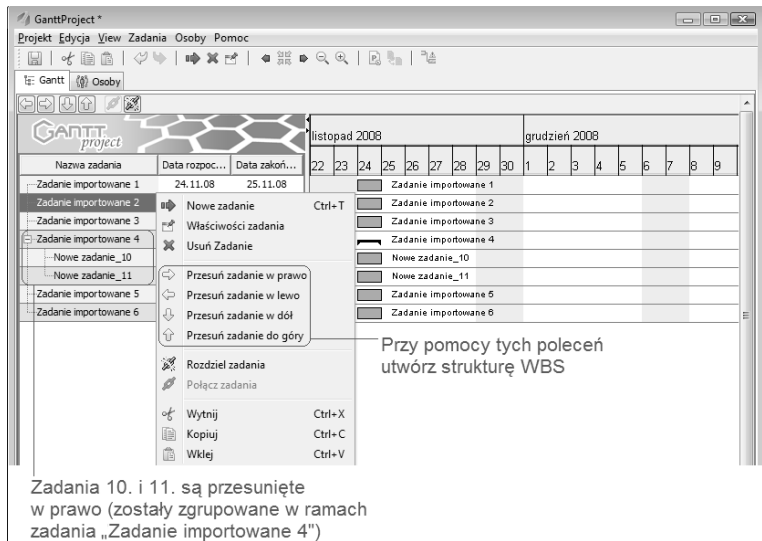 GanttProject *
Projekt Edycja View Zadania Osoby Pomoc
Gantt Osoby
GANTT project
listopad 2008 grudzień 2008
Nazwa zadania Data rozpoc... Data zakoń... 22 23 24 25 26 27 28 29 30 1 2 3 4 5 6 7 8 9
Zadanie importowane 1 24.11.08 25.11.08 Zadanie importowane 1
Zadanie importowane 2 Zadanie importowane 2
Zadanie importowane 3 Zadanie importowane 3
Zadanie importowane 4 Zadanie importowane 4
Nowe zadanie_10 Nowe zadanie_10
Nowe zadanie_11 Nowe zadanie_11
Zadanie importowane 5 Zadanie importowane 5
Zadanie importowane 6 Zadanie importowane 6
Nowe zadanie Ctrl+T
Właściwości zadania
Usuń Zadanie
Przesuń zadanie w prawo
Przesuń zadanie w lewo
Przesuń zadanie w dół
Przesuń zadanie do góry
Rozdziel zadania
Połącz zadania
Wytnij Ctrl+X
Kopiuj Ctrl+C
Wklej Ctrl+V
Przy pomocy tych poleceń
utwórz strukturę WBS
Zadania 10. i 11. są przesunięte
w prawo (zostały zgrupowane w ramach
zadania „Zadanie importowane 4")